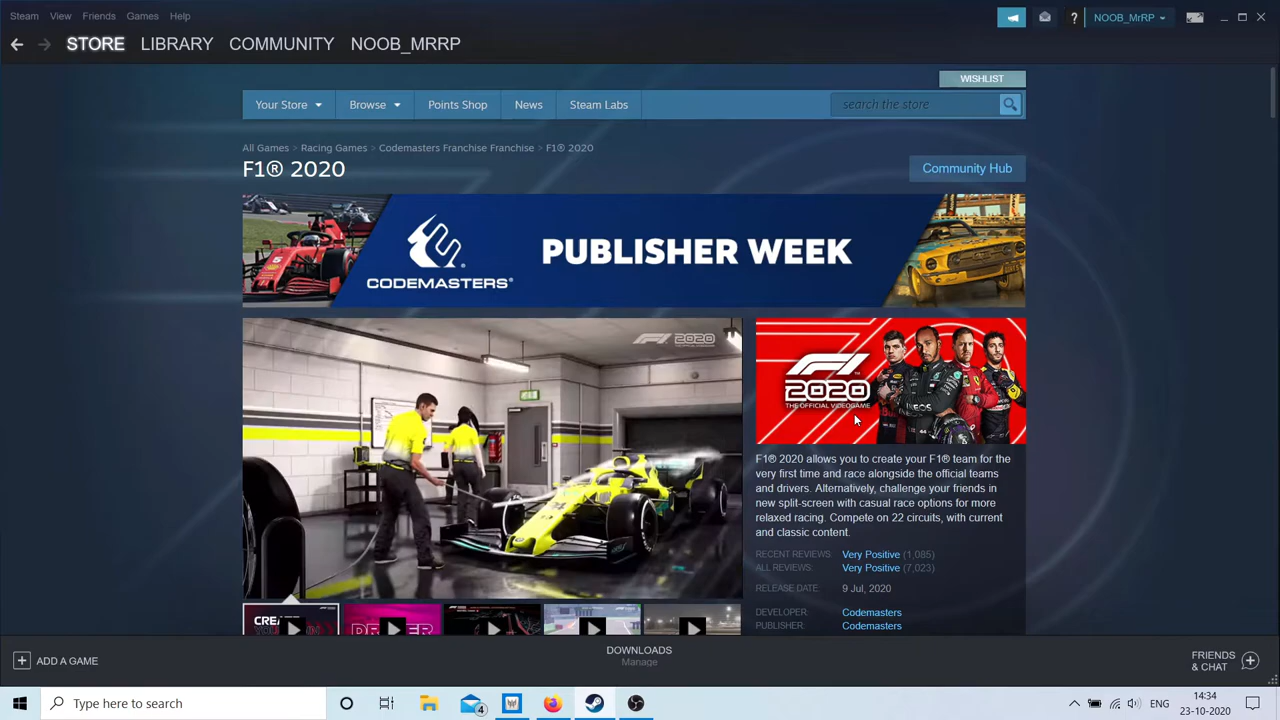 Steam View Friends Games Help
NOOB_MrRP
STORE LIBRARY COMMUNITY NOOB_MRRP
WISHLIST
Your Store Browse Points Shop News Steam Labs search the store
All Games > Racing Games > Codemasters Franchise Franchise > F1® 2020
F1® 2020
Community Hub
CODEMASTERS®
PUBLISHER WEEK
F1 2020
F1™
2020
THE OFFICIAL VIDEOGAME
INEOS
F1® 2020 allows you to create your F1® team for the
very first time and race alongside the official teams
and drivers. Alternatively, challenge your friends in
new split-screen with casual race options for more
relaxed racing. Compete on 22 circuits, with current
and classic content.
RECENT REVIEWS: Very Positive (1,085)
ALL REVIEWS: Very Positive (7,023)
RELEASE DATE: 9 Jul, 2020
DEVELOPER: Codemasters
PUBLISHER: Codemasters
ADD A GAME
DOWNLOADS
Manage
FRIENDS
& CHAT
Type here to search
4
ENG
14:34
23-10-2020